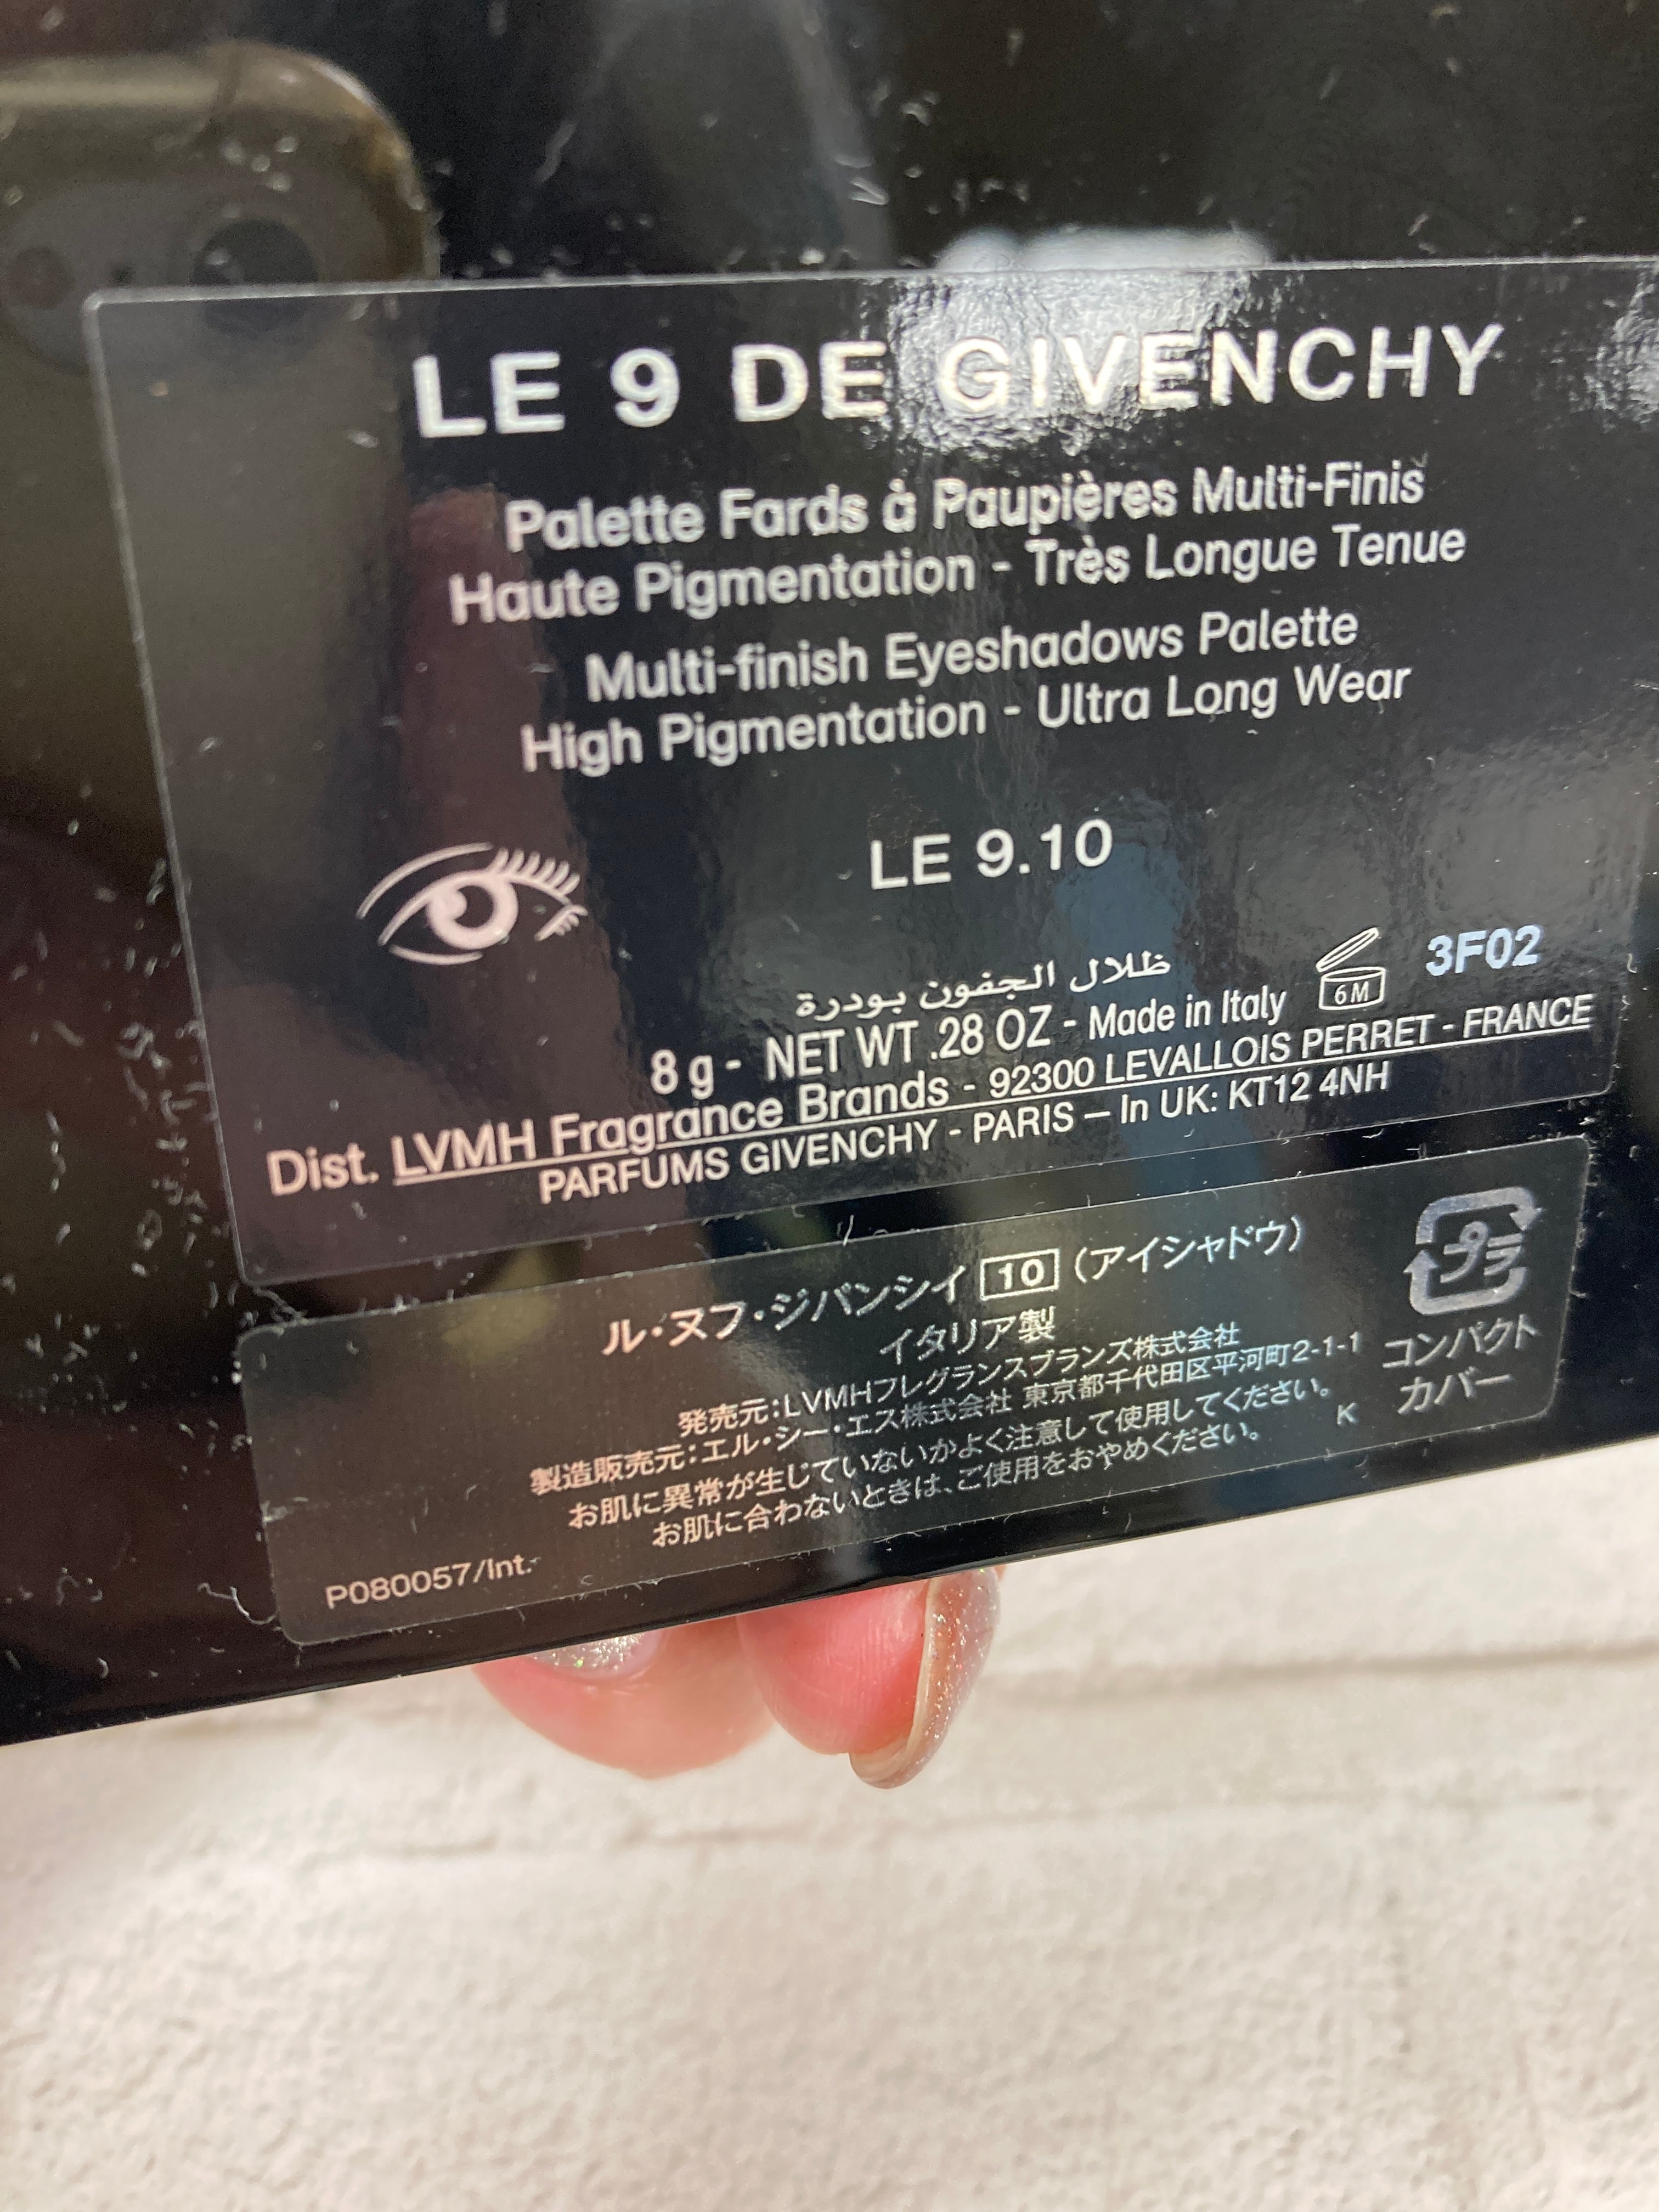 LE 9 DE GIVENCHY
Palette Fards à Paupières Multi-Finis
Haute Pigmentation - Très Longue Tenue
Multi-finish Eyeshadows Palette
High Pigmentation - Ultra Long Wear
LE 9.10
ظلال الجفون بودرة
6M
3F02
8 g - NET WT .28 OZ - Made in Italy
Dist. LVMH Fragrance Brands - 92300 LEVALLOIS PERRET - FRANCE
PARFUMS GIVENCHY - PARIS – In UK: KT12 4NH
ル・ヌフ・ジバンシイ 10 (アイシャドウ)
イタリア製
発売元:LVMHフレグランスブランズ株式会社
製造販売元:エル・シー・エス株式会社 東京都千代田区平河町2-1-1
お肌に異常が生じていないかよく注意して使用してください。
お肌に合わないときは、ご使用をおやめください。
K
プラ
コンパクト
カバー
P080057/Int.